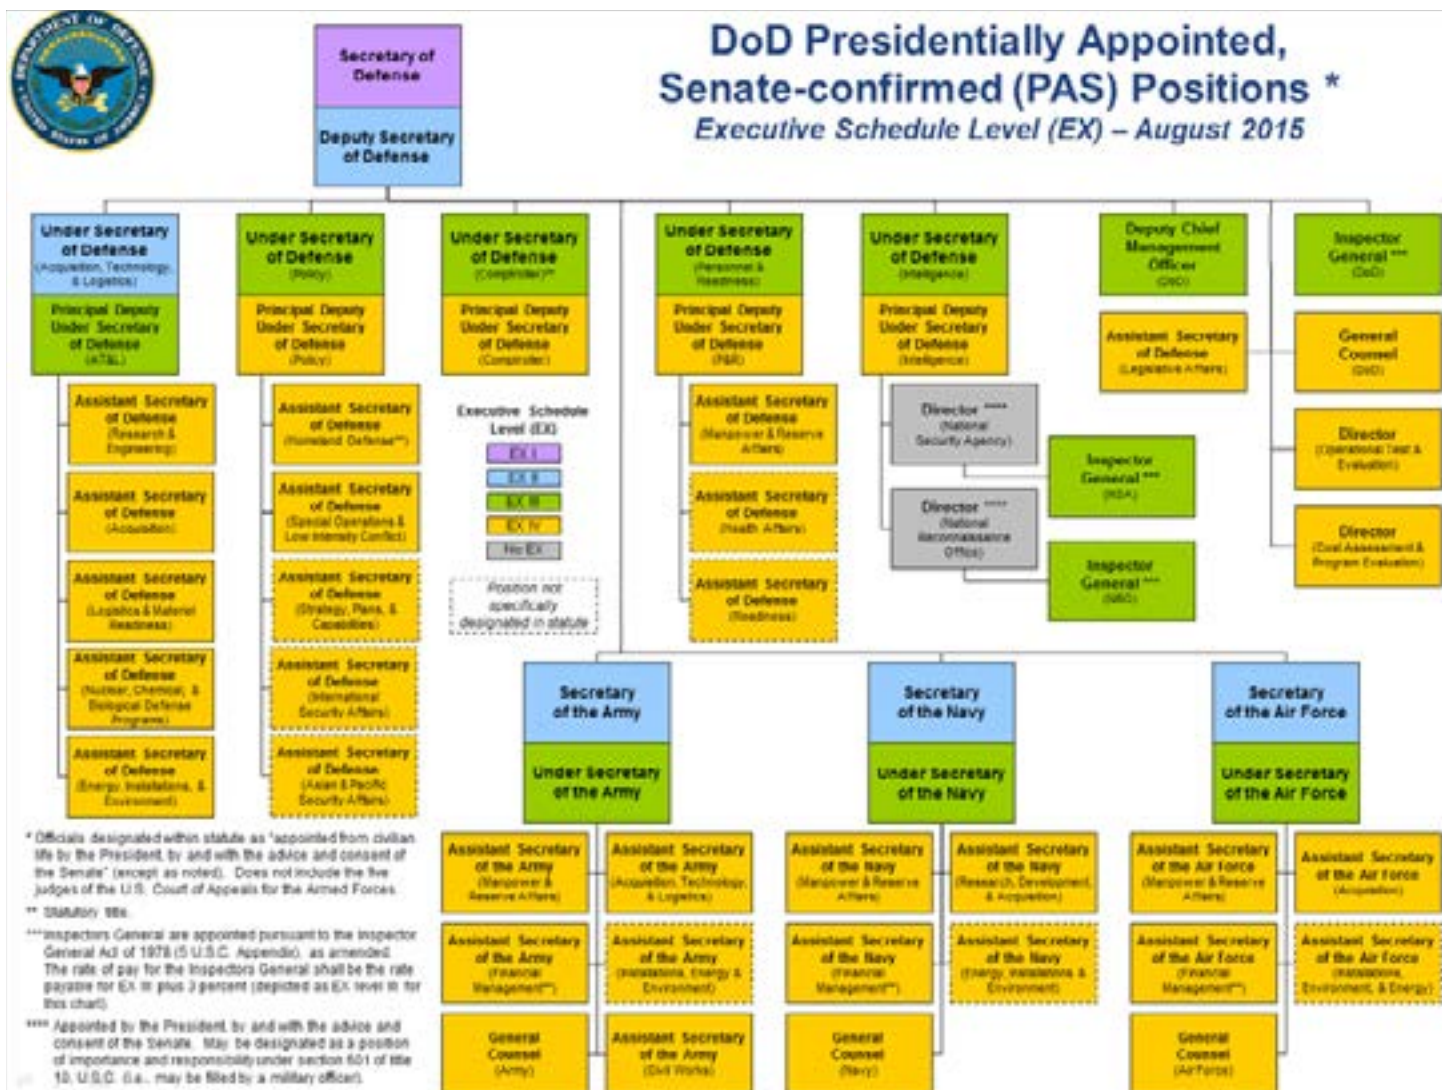 DEPARTMENT OF DEFENSE
UNITED STATES OF AMERICA
DoD Presidentially Appointed,
Senate-confirmed (PAS) Positions *
Executive Schedule Level (EX) – August 2015
Secretary of
Defense
Deputy Secretary
of Defense
Under Secretary
of Defense
(Acquisition, Technology,
& Logistics)
Principal Deputy
Under Secretary
of Defense
(AT&L)
Assistant Secretary
of Defense
(Research &
Engineering)
Assistant Secretary
of Defense
(Acquisition)
Assistant Secretary
of Defense
(Logistics & Materiel
Readiness)
Assistant Secretary
of Defense
(Nuclear, Chemical, &
Biological Defense
Programs)
Assistant Secretary
of Defense
(Energy, Installations, &
Environment)
Under Secretary
of Defense
(Policy)
Principal Deputy
Under Secretary
of Defense
(Policy)
Assistant Secretary
of Defense
(Homeland Defense**)
Assistant Secretary
of Defense
(Special Operations &
Low Intensity Conflict)
Assistant Secretary
of Defense
(Strategy, Plans, &
Capabilities)
Assistant Secretary
of Defense
(International
Security Affairs)
Assistant Secretary
of Defense
(Asian & Pacific
Security Affairs)
Under Secretary
of Defense
(Comptroller)**
Principal Deputy
Under Secretary
of Defense
(Comptroller)
Executive Schedule
Level (EX)
EX I
EX II
EX III
EX IV
No EX
Position not
specifically
designated in statute
Under Secretary
of Defense
(Personnel &
Readiness)
Principal Deputy
Under Secretary
of Defense
(P&R)
Assistant Secretary
of Defense
(Manpower & Reserve
Affairs)
Assistant Secretary
of Defense
(Health Affairs)
Assistant Secretary
of Defense
(Readiness)
Under Secretary
of Defense
(Intelligence)
Principal Deputy
Under Secretary
of Defense
(Intelligence)
Director ****
(National
Security Agency)
Inspector
General ***
(NSA)
Director ****
(National
Reconnaissance
Office)
Inspector
General ***
(NRO)
Deputy Chief
Management
Officer
(DoD)
Assistant Secretary
of Defense
(Legislative Affairs)
Inspector
General ***
(DoD)
General
Counsel
(DoD)
Director
(Operational Test &
Evaluation)
Director
(Cost Assessment &
Program Evaluation)
Secretary
of the Army
Under Secretary
of the Army
Assistant Secretary
of the Army
(Manpower &
Reserve Affairs)
Assistant Secretary
of the Army
(Acquisition, Technology,
& Logistics)
Assistant Secretary
of the Army
(Financial
Management**)
Assistant Secretary
of the Army
(Installations, Energy &
Environment)
General
Counsel
(Army)
Assistant Secretary
of the Army
(Civil Works)
Secretary
of the Navy
Under Secretary
of the Navy
Assistant Secretary
of the Navy
(Manpower & Reserve
Affairs)
Assistant Secretary
of the Navy
(Research, Development,
& Acquisition)
Assistant Secretary
of the Navy
(Financial
Management**)
Assistant Secretary
of the Navy
(Energy, Installations &
Environment)
General
Counsel
(Navy)
Secretary
of the Air Force
Under Secretary
of the Air Force
Assistant Secretary
of the Air Force
(Manpower & Reserve
Affairs)
Assistant Secretary
of the Air Force
(Acquisition)
Assistant Secretary
of the Air Force
(Financial
Management**)
Assistant Secretary
of the Air Force
(Installations,
Environment, & Energy)
General
Counsel
(Air Force)
* Officials designated within statute as "appointed from civilian
life by the President, by and with the advice and consent of
the Senate" (except as noted). Does not include the five
judges of the U.S. Court of Appeals for the Armed Forces.
** Statutory title.
*** Inspectors General are appointed pursuant to the Inspector
General Act of 1978 (5 U.S.C. Appendix), as amended.
The rate of pay for the Inspectors General shall be the rate
payable for EX III plus 3 percent (depicted as EX level III for
this chart)
**** Appointed by the President, by and with the advice and
consent of the Senate. May be designated as a position
of importance and responsibility under section 601 of title
10, U.S.C. (i.e., may be filled by a military officer).